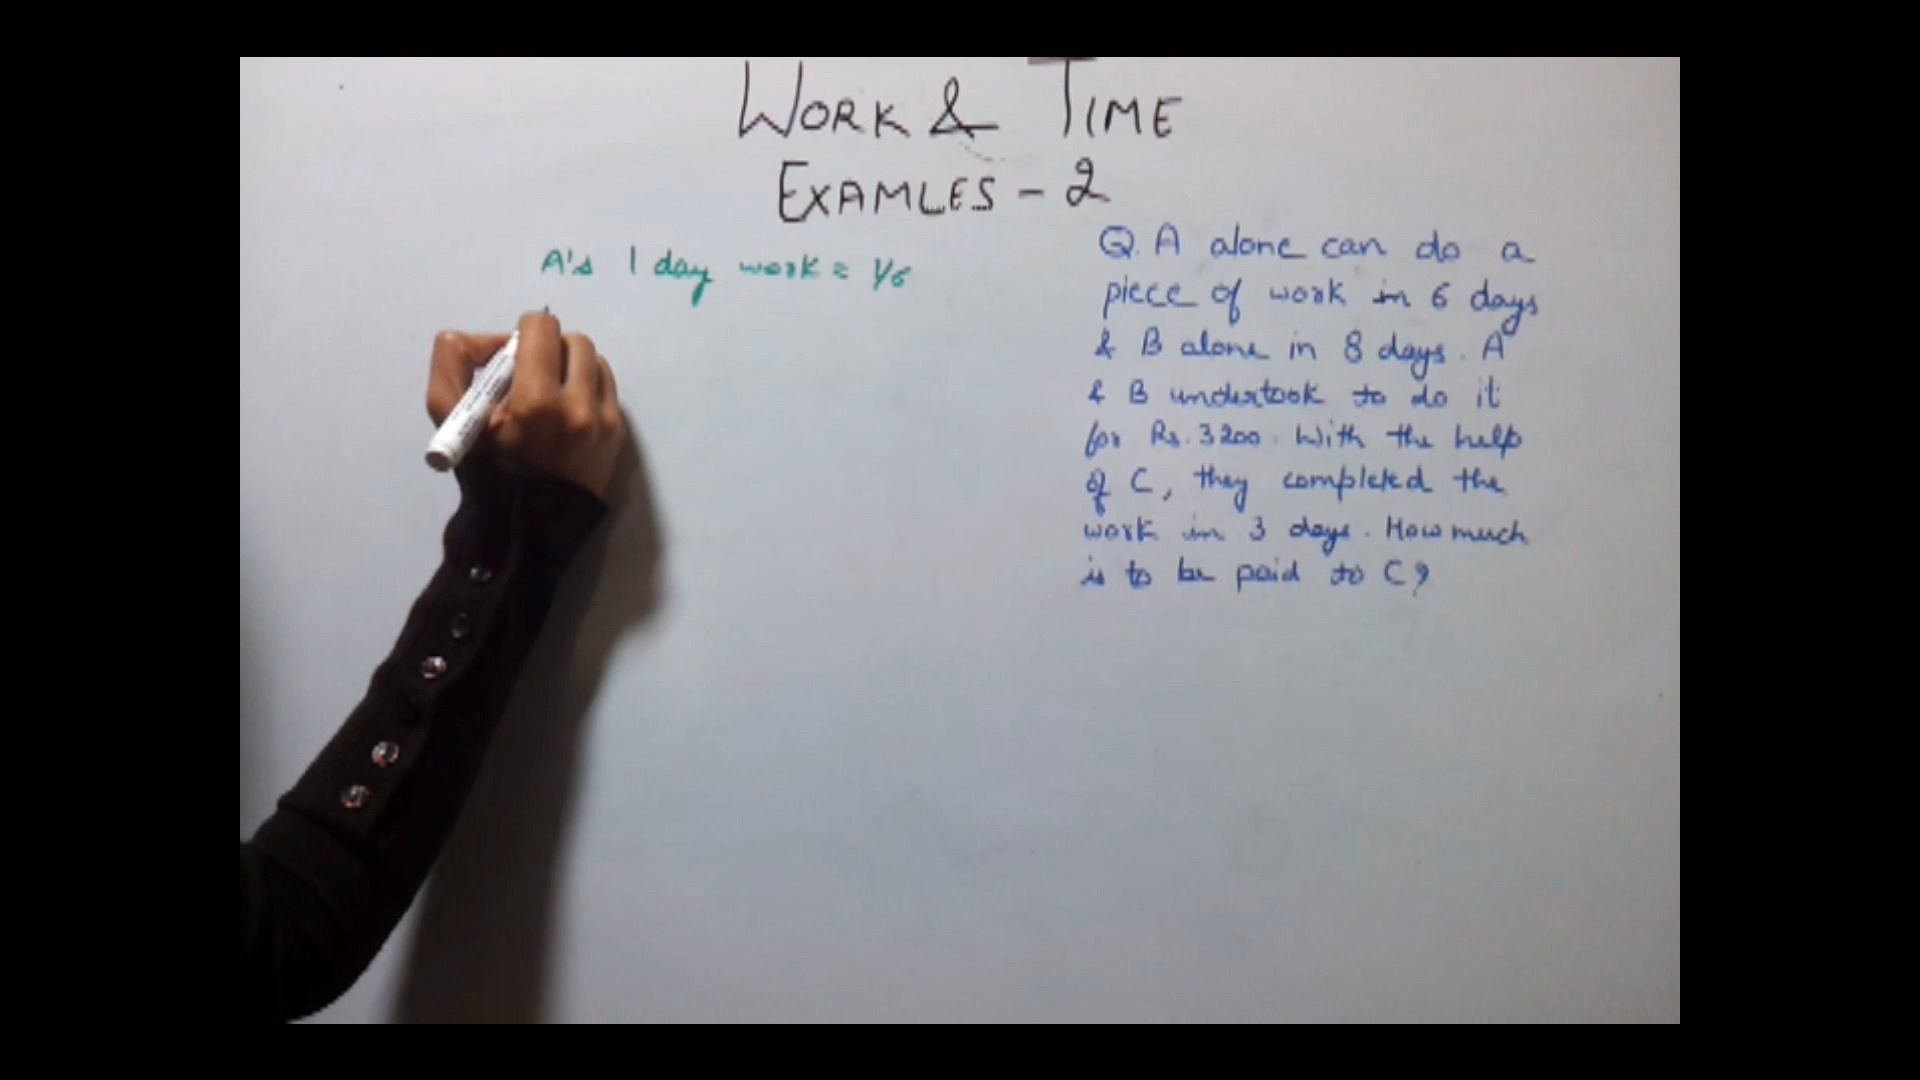 WORK & TIME
EXAMLES - 2
A's 1 day work = 1/6
Q. A alone can do a
piece of work in 6 days
& B alone in 8 days. A
& B undertook to do it
for Rs. 3200. With the help
of C, they completed the
work in 3 days. How much
is to be paid to C?